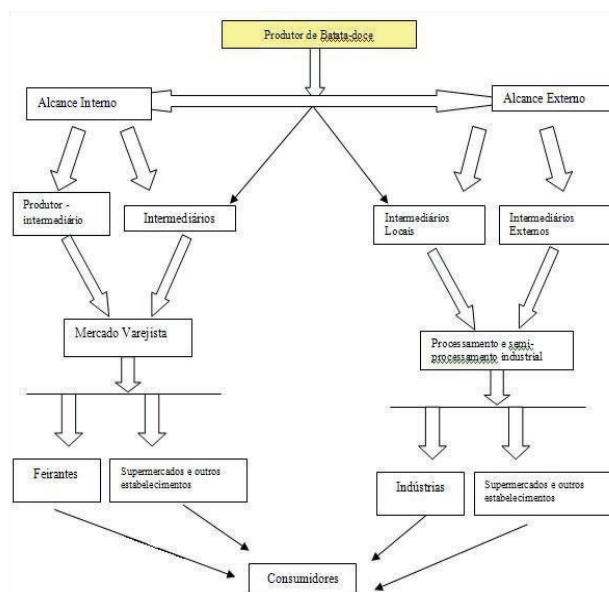 Produtor de Batata-doce
Alcance Interno
Alcance Externo
Produtor -
intermediário
Intermediários
Intermediários
Locais
Intermediários
Externos
Mercado Varejista
Processamento e semi-
processamento industrial
Feirantes
Supermercados e outros
estabelecimentos
Indústrias
Supermercados e outros
estabelecimentos
Consumidores